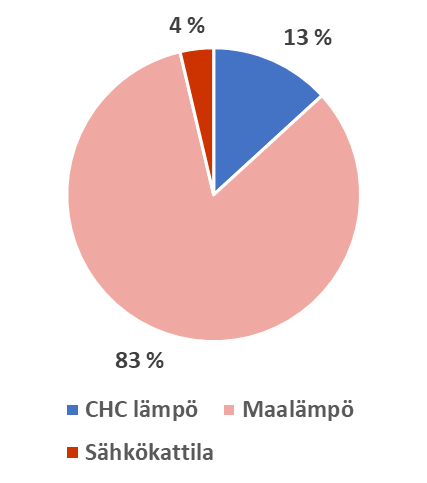 4 %
13 %
83 %
CHC lämpö
Maalämpö
Sähkökattila